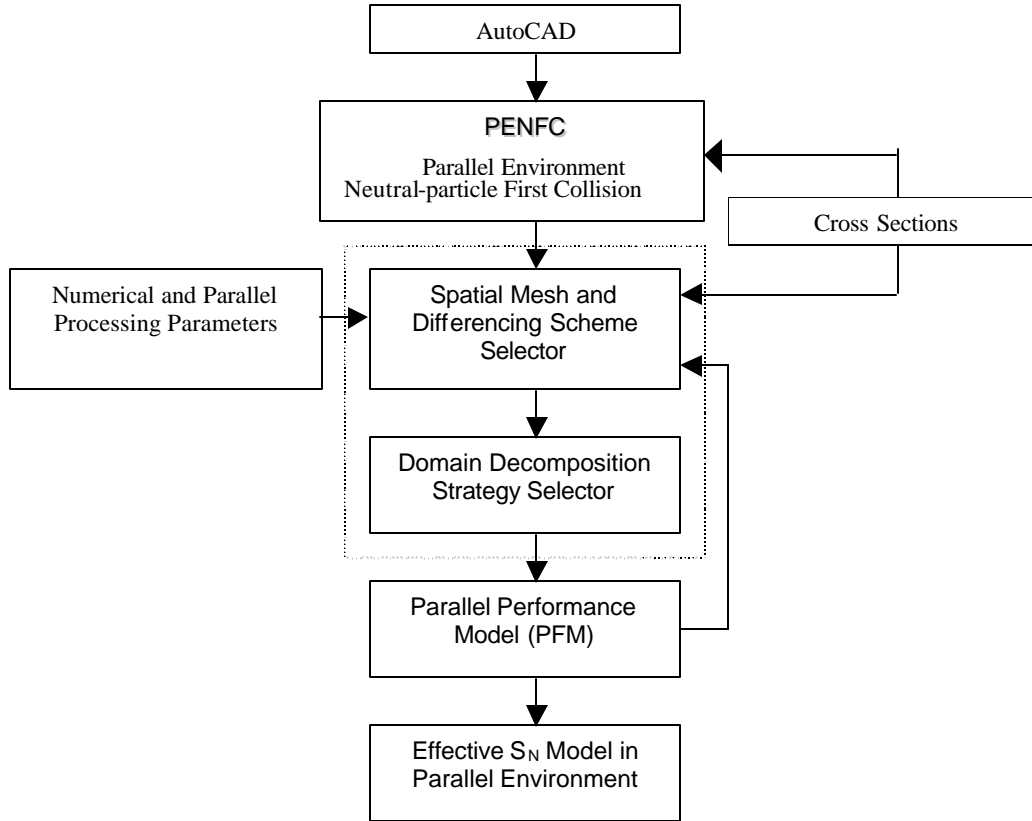 AutoCAD
PENFC
Parallel Environment
Neutral-particle First Collision
Cross Sections
Numerical and Parallel
Processing Parameters
Spatial Mesh and
Differencing Scheme
Selector
Domain Decomposition
Strategy Selector
Parallel Performance
Model (PFM)
Effective SN Model in
Parallel Environment